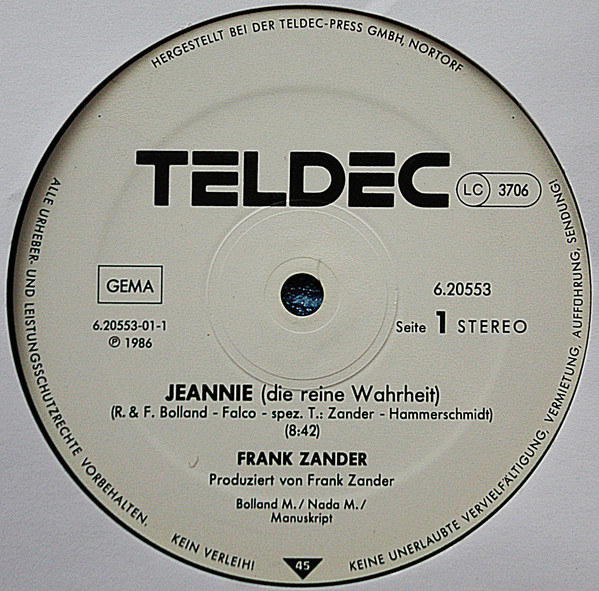 HERGESTELLT BEI DER TELDEC-PRESS GMBH, NORTORF
TELDEC
LC 3706
GEMA
6.20553
6.20553-01-1
℗ 1986
Seite 1 STEREO
JEANNIE (die reine Wahrheit)
(R. & F. Bolland - Falco - spez. T.: Zander - Hammerschmidt)
(8:42)
FRANK ZANDER
Produziert von Frank Zander
Bolland M. / Nada M. /
Manuskript
ALLE URHEBER- UND LEISTUNGSSCHUTZRECHTE VORBEHALTEN.
KEIN VERLEIH!
45
KEINE UNERLAUBTE VERVIELFÄLTIGUNG, VERMIETUNG, AUFFÜHRUNG, SENDUNG!